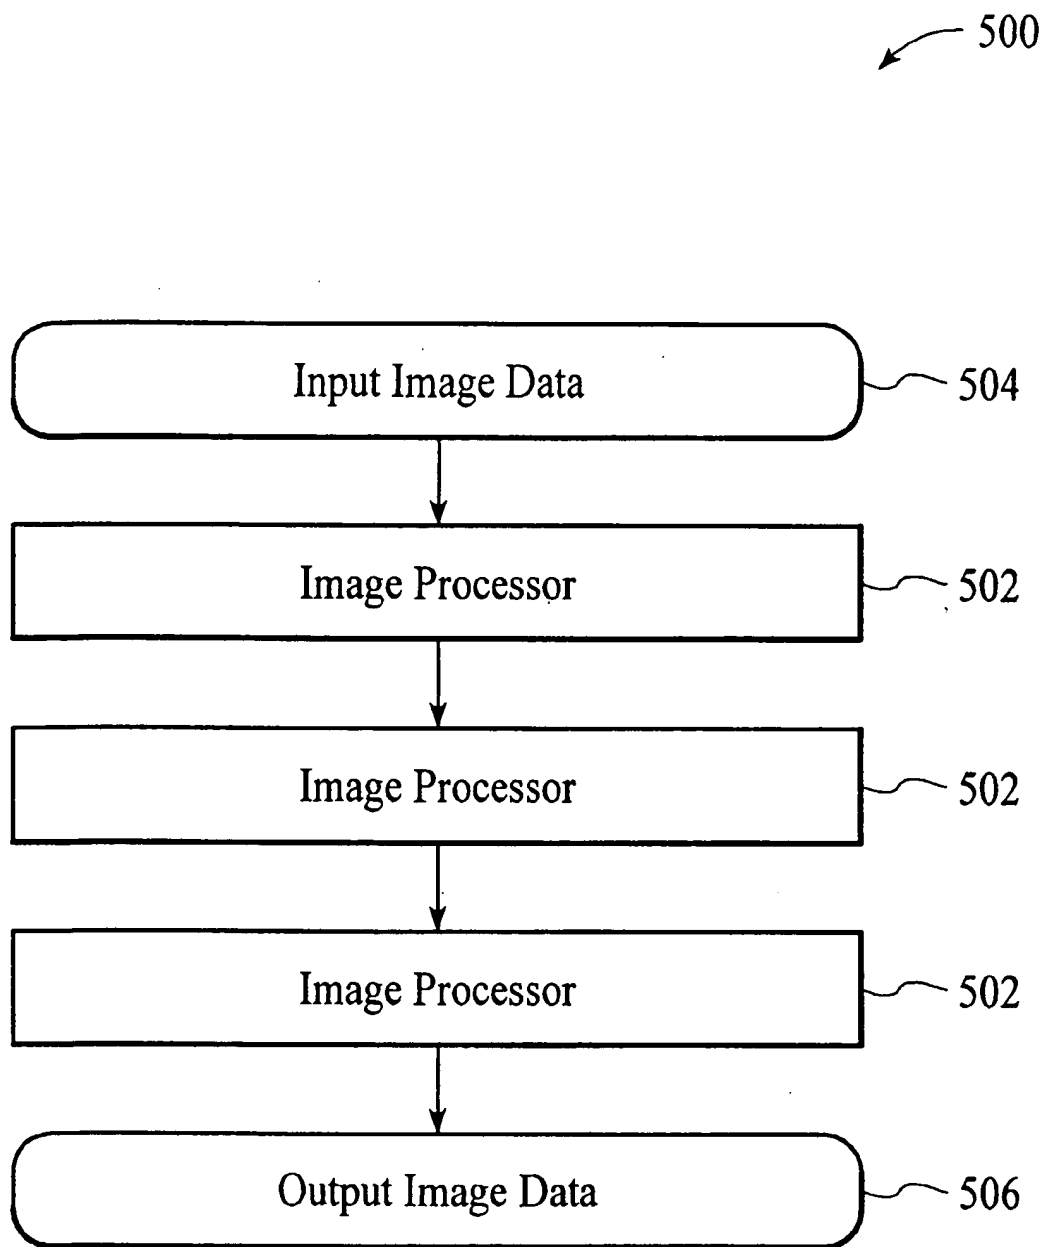 500
Input Image Data 504
Image Processor 502
Image Processor 502
Image Processor 502
Output Image Data 506